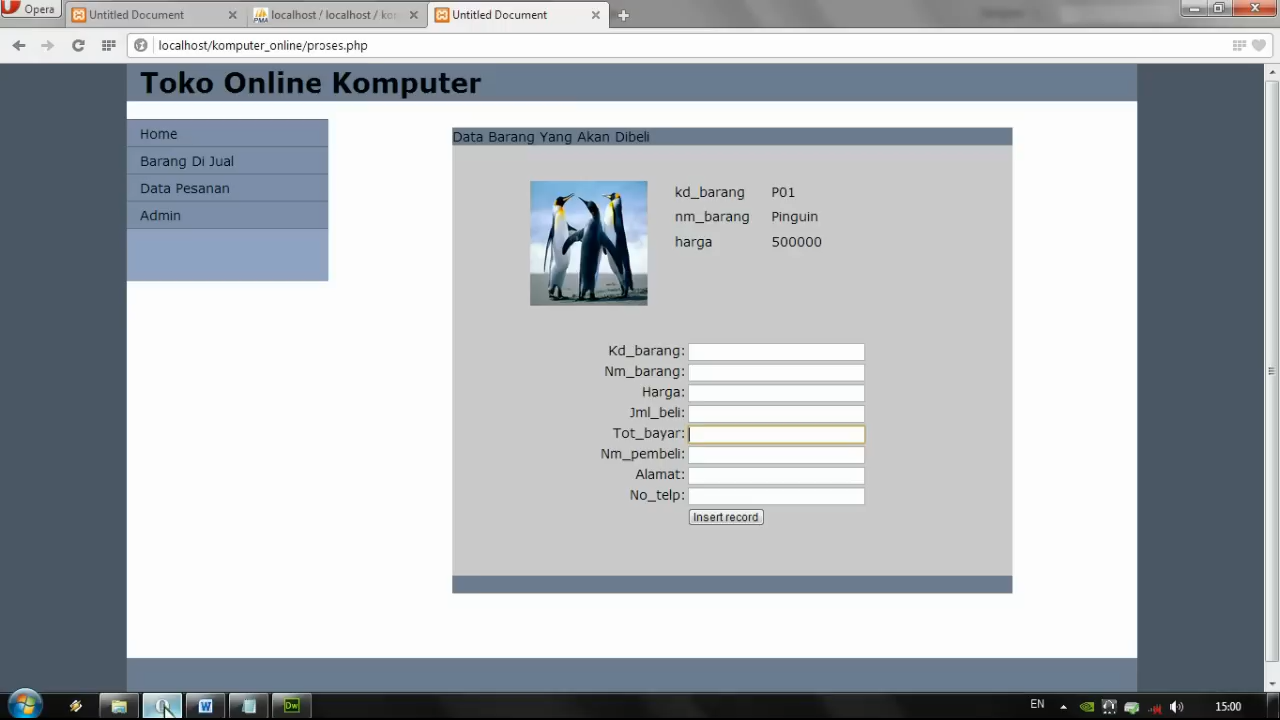 Opera
Untitled Document
localhost / localhost / ko
Untitled Document
localhost/komputer_online/proses.php
Toko Online Komputer
Home
Barang Di Jual
Data Pesanan
Admin
Data Barang Yang Akan Dibeli
kd_barang P01
nm_barang Pinguin
harga 500000
Kd_barang:
Nm_barang:
Harga:
Jml_beli:
Tot_bayar:
Nm_pembeli:
Alamat:
No_telp:
Insert record
EN
15:00